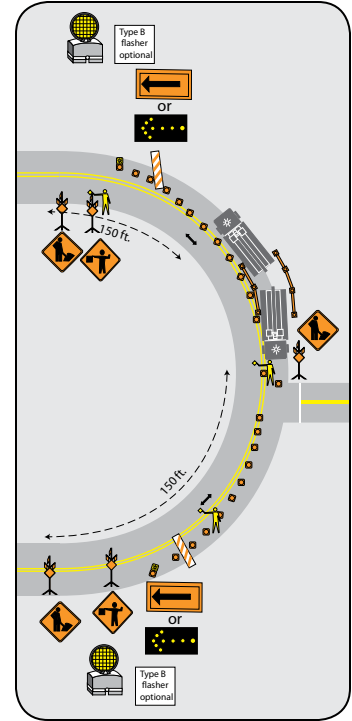 Type B
flasher
optional
or
150 ft.
150 ft.
or
Type B
flasher
optional